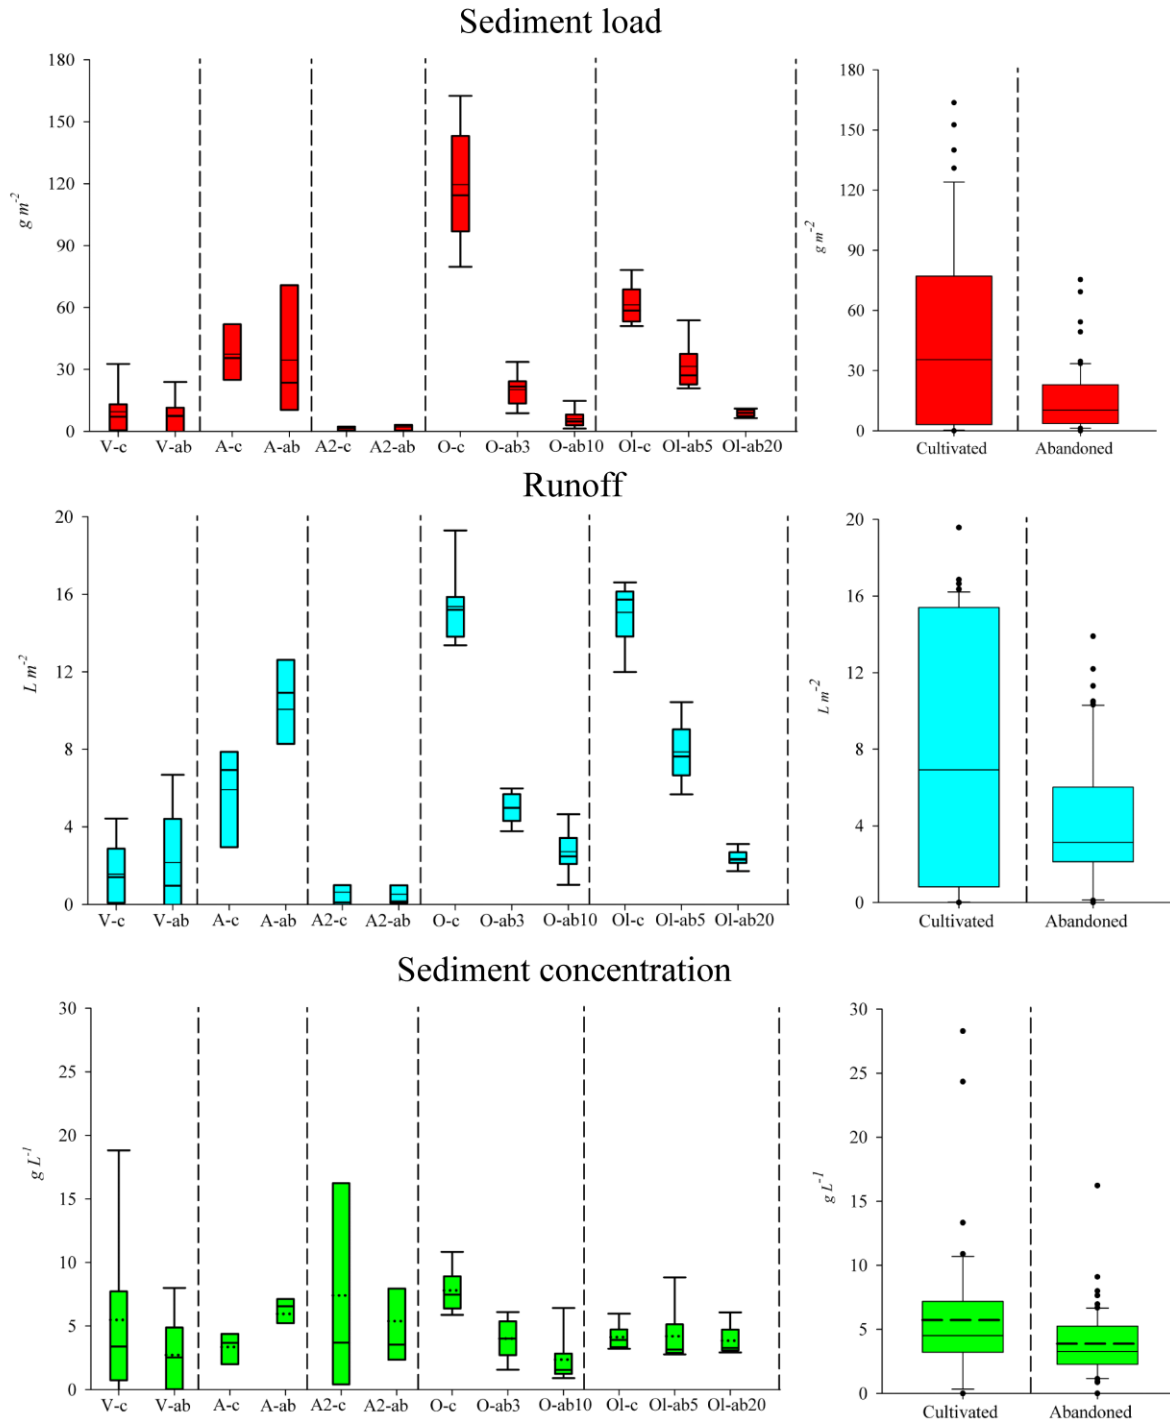 Sediment load
180
150
120
90
60
30
0
g m-2
V-c V-ab A-c A-ab A2-c A2-ab O-c O-ab3 O-ab10 Ol-c Ol-ab5 Ol-ab20
180
150
120
90
60
30
0
g m-2
Cultivated Abandoned
Runoff
20
16
12
8
4
0
L m-2
V-c V-ab A-c A-ab A2-c A2-ab O-c O-ab3 O-ab10 Ol-c Ol-ab5 Ol-ab20
20
16
12
8
4
0
L m-2
Cultivated Abandoned
Sediment concentration
30
25
20
15
10
5
0
g L-1
V-c V-ab A-c A-ab A2-c A2-ab O-c O-ab3 O-ab10 Ol-c Ol-ab5 Ol-ab20
30
25
20
15
10
5
0
g L-1
Cultivated Abandoned